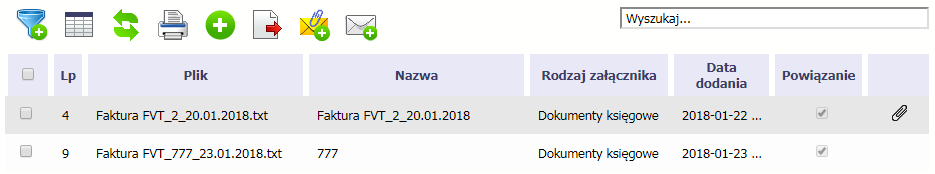 Wyszukaj...
Lp Plik Nazwa Rodzaj załącznika Data dodania Powiązanie
4 Faktura FVT_2_20.01.2018.txt Faktura FVT_2_20.01.2018 Dokumenty księgowe 2018-01-22 ...
9 Faktura FVT_777_23.01.2018.txt 777 Dokumenty księgowe 2018-01-23 ...